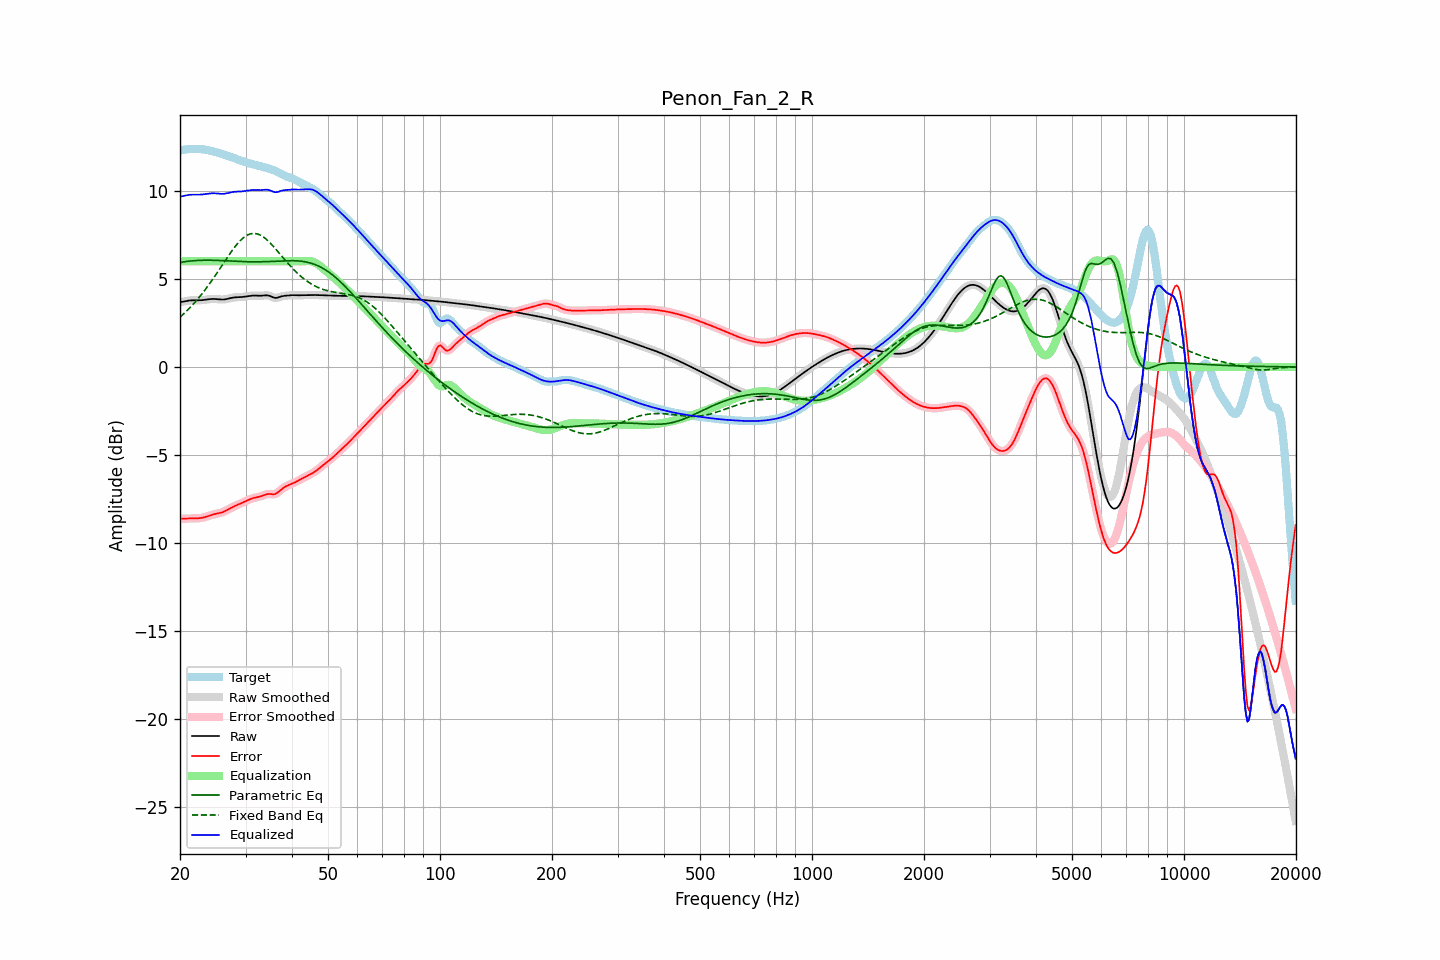 Penon_Fan_2_R
Amplitude (dBr)
10
5
0
−5
−10
−15
−20
−25
Target
Raw Smoothed
Error Smoothed
Raw
Error
Equalization
Parametric Eq
Fixed Band Eq
Equalized
20 50 100 200 500 1000 2000 5000 10000 20000
Frequency (Hz)